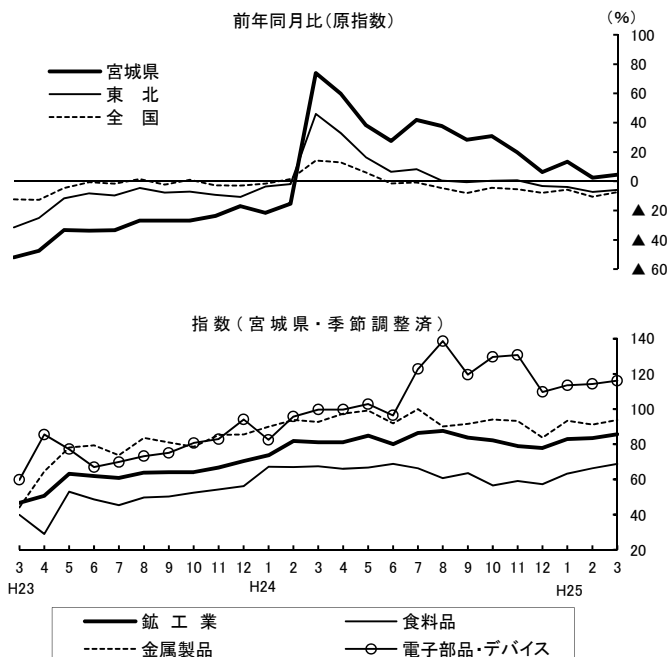 前年同月比（原指数）
（％）
100
80
60
40
20
0
▲ 20
▲ 40
▲ 60
宮城県
東　北
全　国
指数（宮城県・季節調整済）
140
120
100
80
60
40
20
3 4 5 6 7 8 9 10 11 12 1 2 3 4 5 6 7 8 9 10 11 12 1 2 3
H23 H24 H25
鉱　工　業 食料品
金属製品 電子部品・デバイス